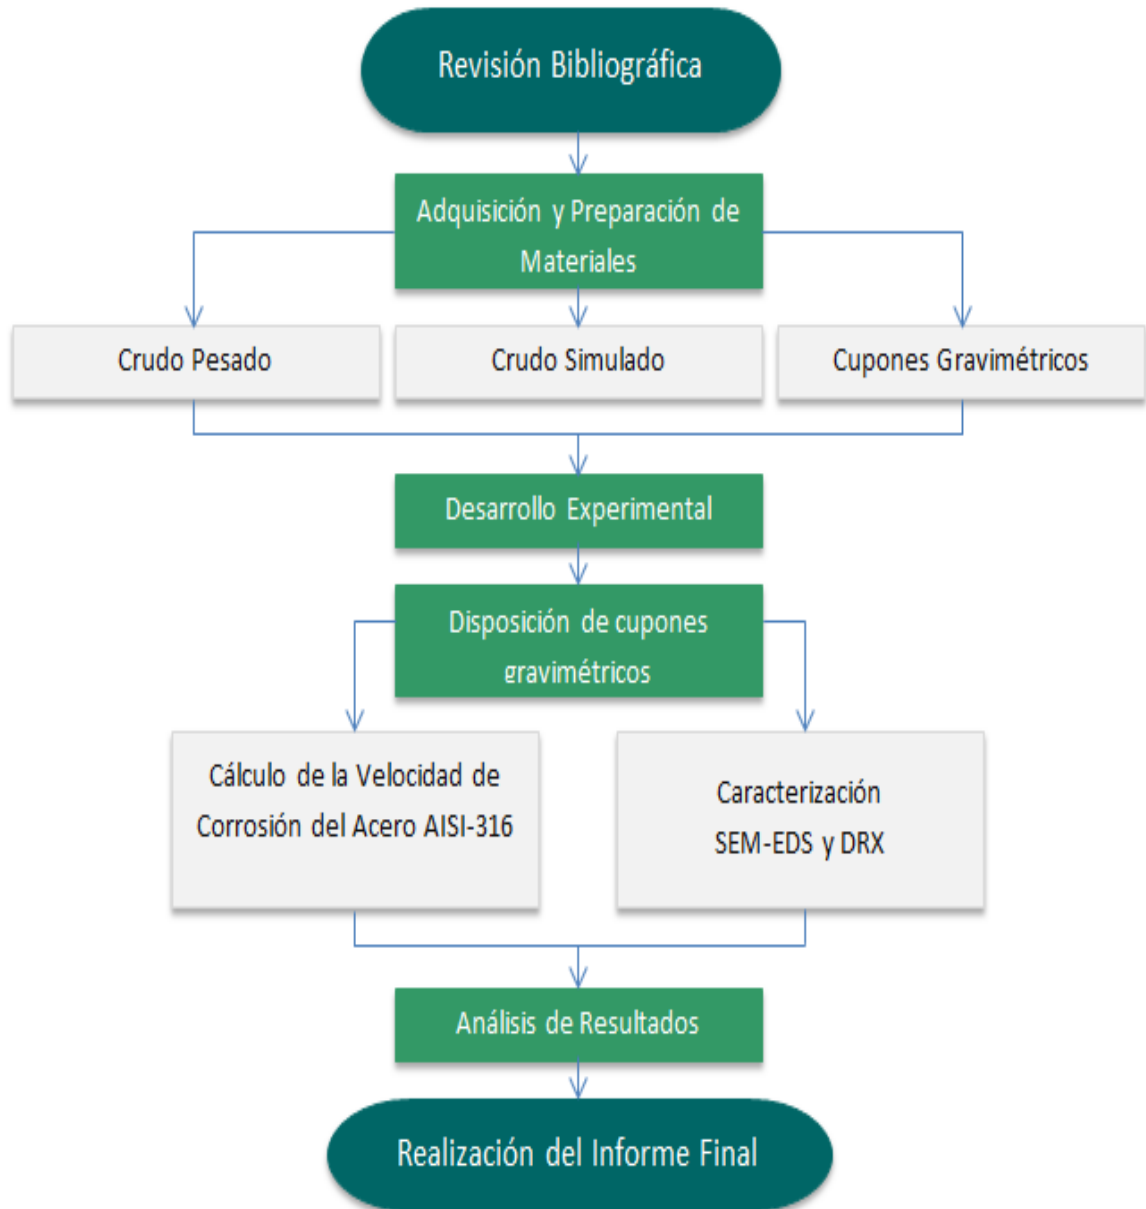 Revisión Bibliográfica
Adquisición y Preparación de
Materiales
Crudo Pesado
Crudo Simulado
Cupones Gravimétricos
Desarrollo Experimental
Disposición de cupones
gravimétricos
Cálculo de la Velocidad de
Corrosión del Acero AISI-316
Caracterización
SEM-EDS y DRX
Análisis de Resultados
Realización del Informe Final